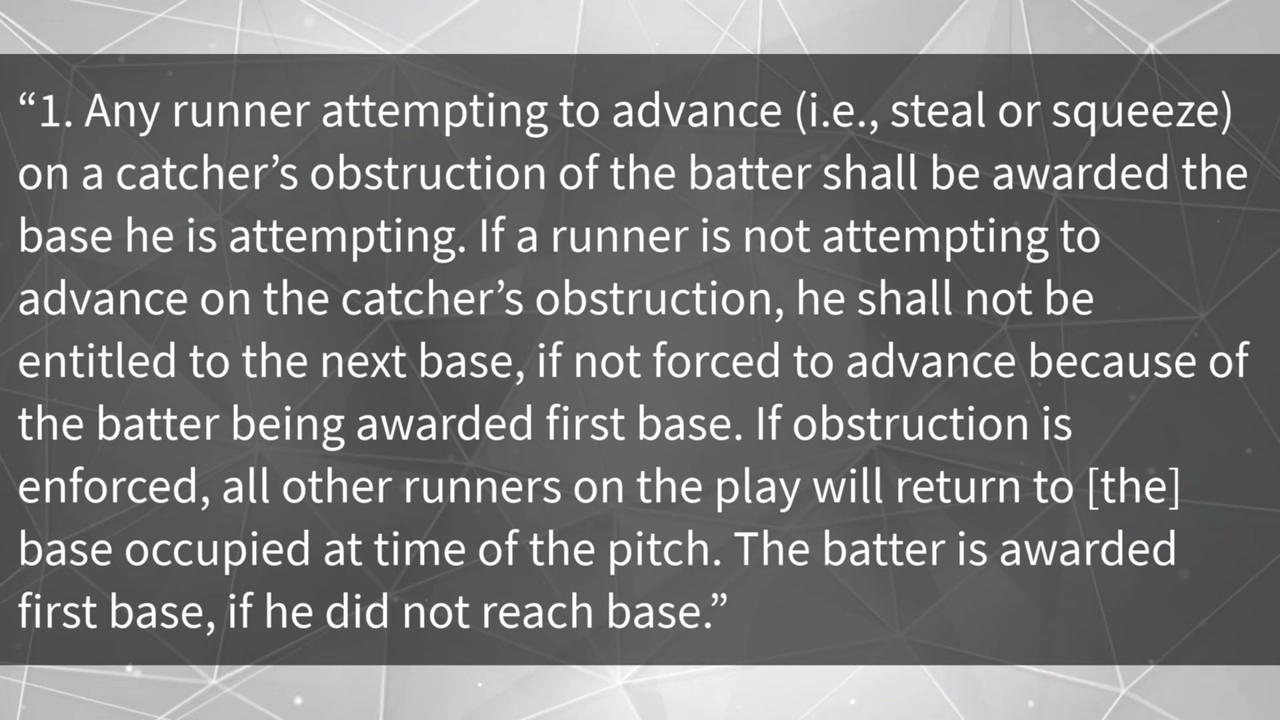 “1. Any runner attempting to advance (i.e., steal or squeeze)
on a catcher’s obstruction of the batter shall be awarded the
base he is attempting. If a runner is not attempting to
advance on the catcher’s obstruction, he shall not be
entitled to the next base, if not forced to advance because of
the batter being awarded first base. If obstruction is
enforced, all other runners on the play will return to [the]
base occupied at time of the pitch. The batter is awarded
first base, if he did not reach base.”